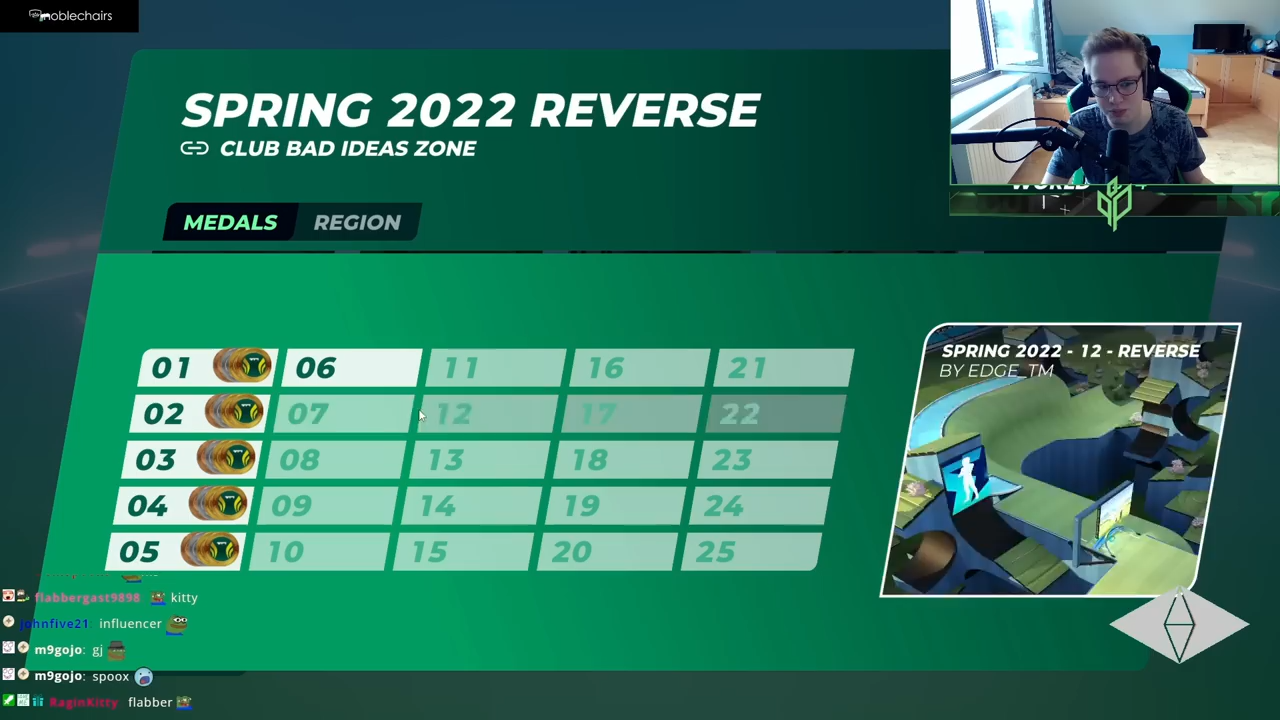 noblechairs
SPRING 2022 REVERSE
CLUB BAD IDEAS ZONE
MEDALS REGION
01 06 11 16 21
02 07 12 17 22
03 08 13 18 23
04 09 14 19 24
05 10 15 20 25
SPRING 2022 - 12 - REVERSE
BY EDGE_TM
WORLD
flabbergast9898 kitty
johnfive21: influencer
m9gojo: gj
m9gojo: spoox
RaginKitty flabber